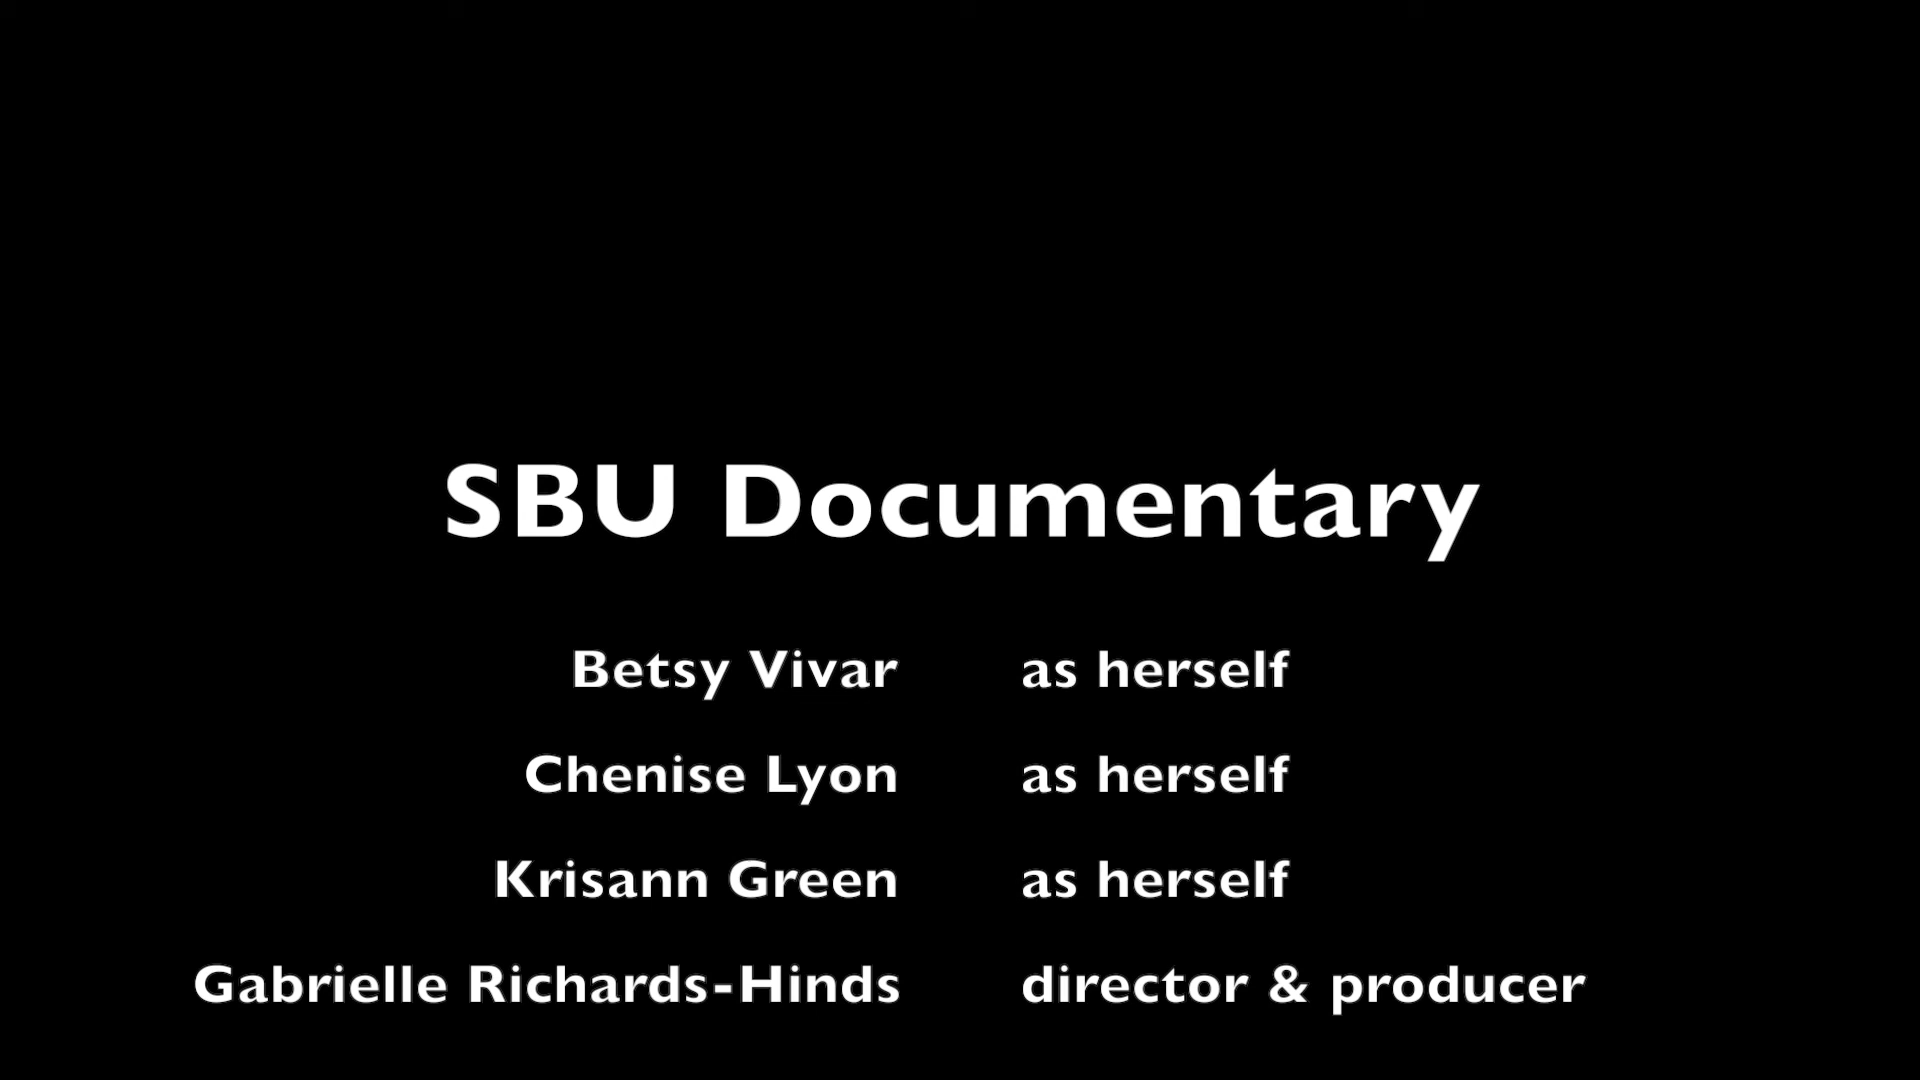 SBU Documentary
Betsy Vivar as herself
Chenise Lyon as herself
Krisann Green as herself
Gabrielle Richards-Hinds director & producer